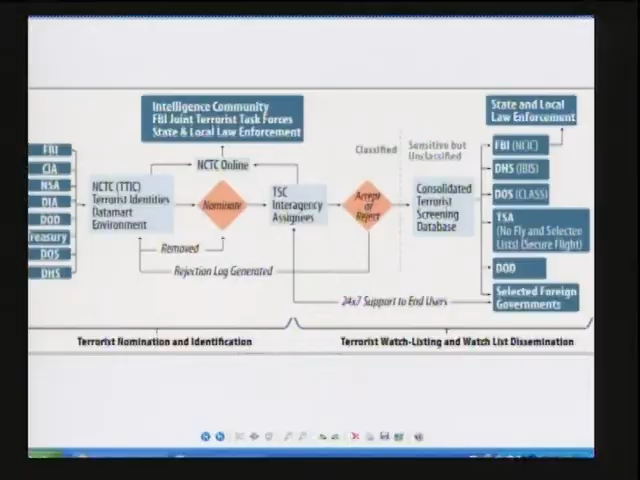 Intelligence Community
FBI Joint Terrorist Task Forces
State & Local Law Enforcement
State and Local
Law Enforcement
FBI
CIA
NSA
DIA
DOD
Treasury
DOS
DHS
NCTC (TTIC)
Terrorist Identities
Datamart
Environment
NCTC Online
Nominate
Removed
Rejection Log Generated
TSC
Interagency
Assignees
Accept
or
Reject
Classified
Sensitive but
Unclassified
Consolidated
Terrorist
Screening
Database
FBI (NCIC)
DHS (IBIS)
DOS (CLASS)
TSA
(No Fly and Selectee
Lists) (Secure Flight)
DOD
Selected Foreign
Governments
24x7 Support to End Users
Terrorist Nomination and Identification
Terrorist Watch-Listing and Watch List Dissemination